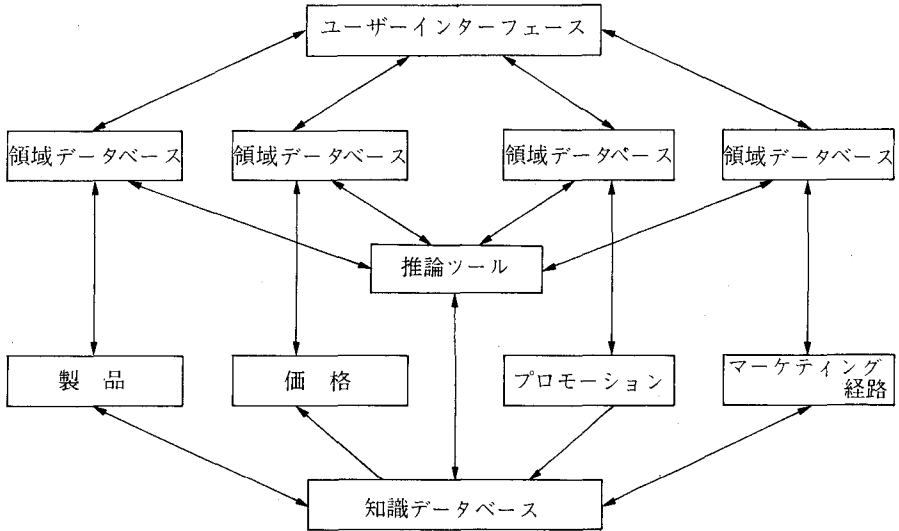 ユーザーインターフェース
領域データベース
領域データベース
領域データベース
領域データベース
推論ツール
製品
価格
プロモーション
マーケティング
経路
知識データベース